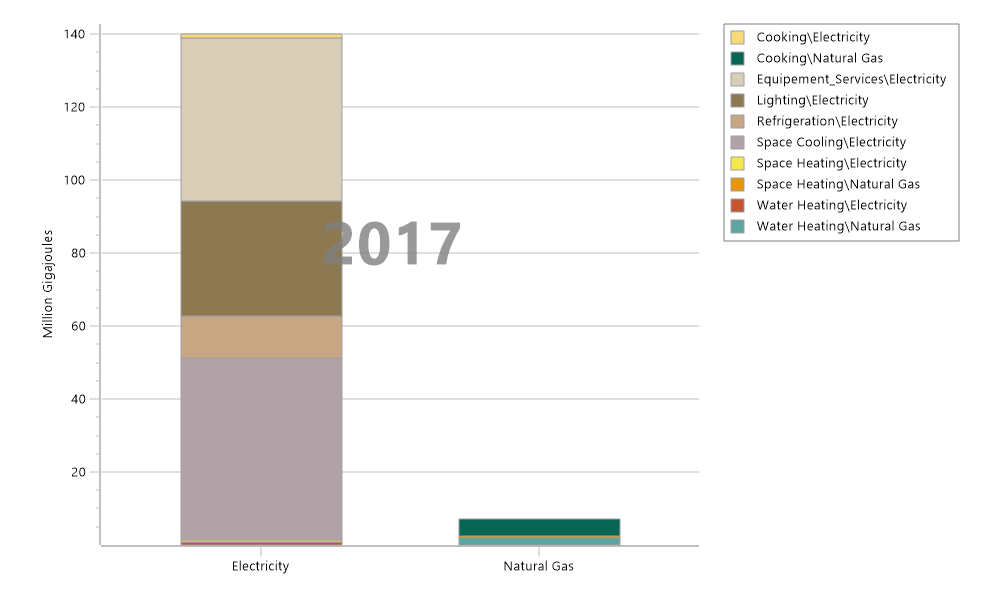 140
120
100
80
60
40
20
Million Gigajoules
2017
Electricity
Natural Gas
Cooking\Electricity
Cooking\Natural Gas
Equipement_Services\Electricity
Lighting\Electricity
Refrigeration\Electricity
Space Cooling\Electricity
Space Heating\Electricity
Space Heating\Natural Gas
Water Heating\Electricity
Water Heating\Natural Gas